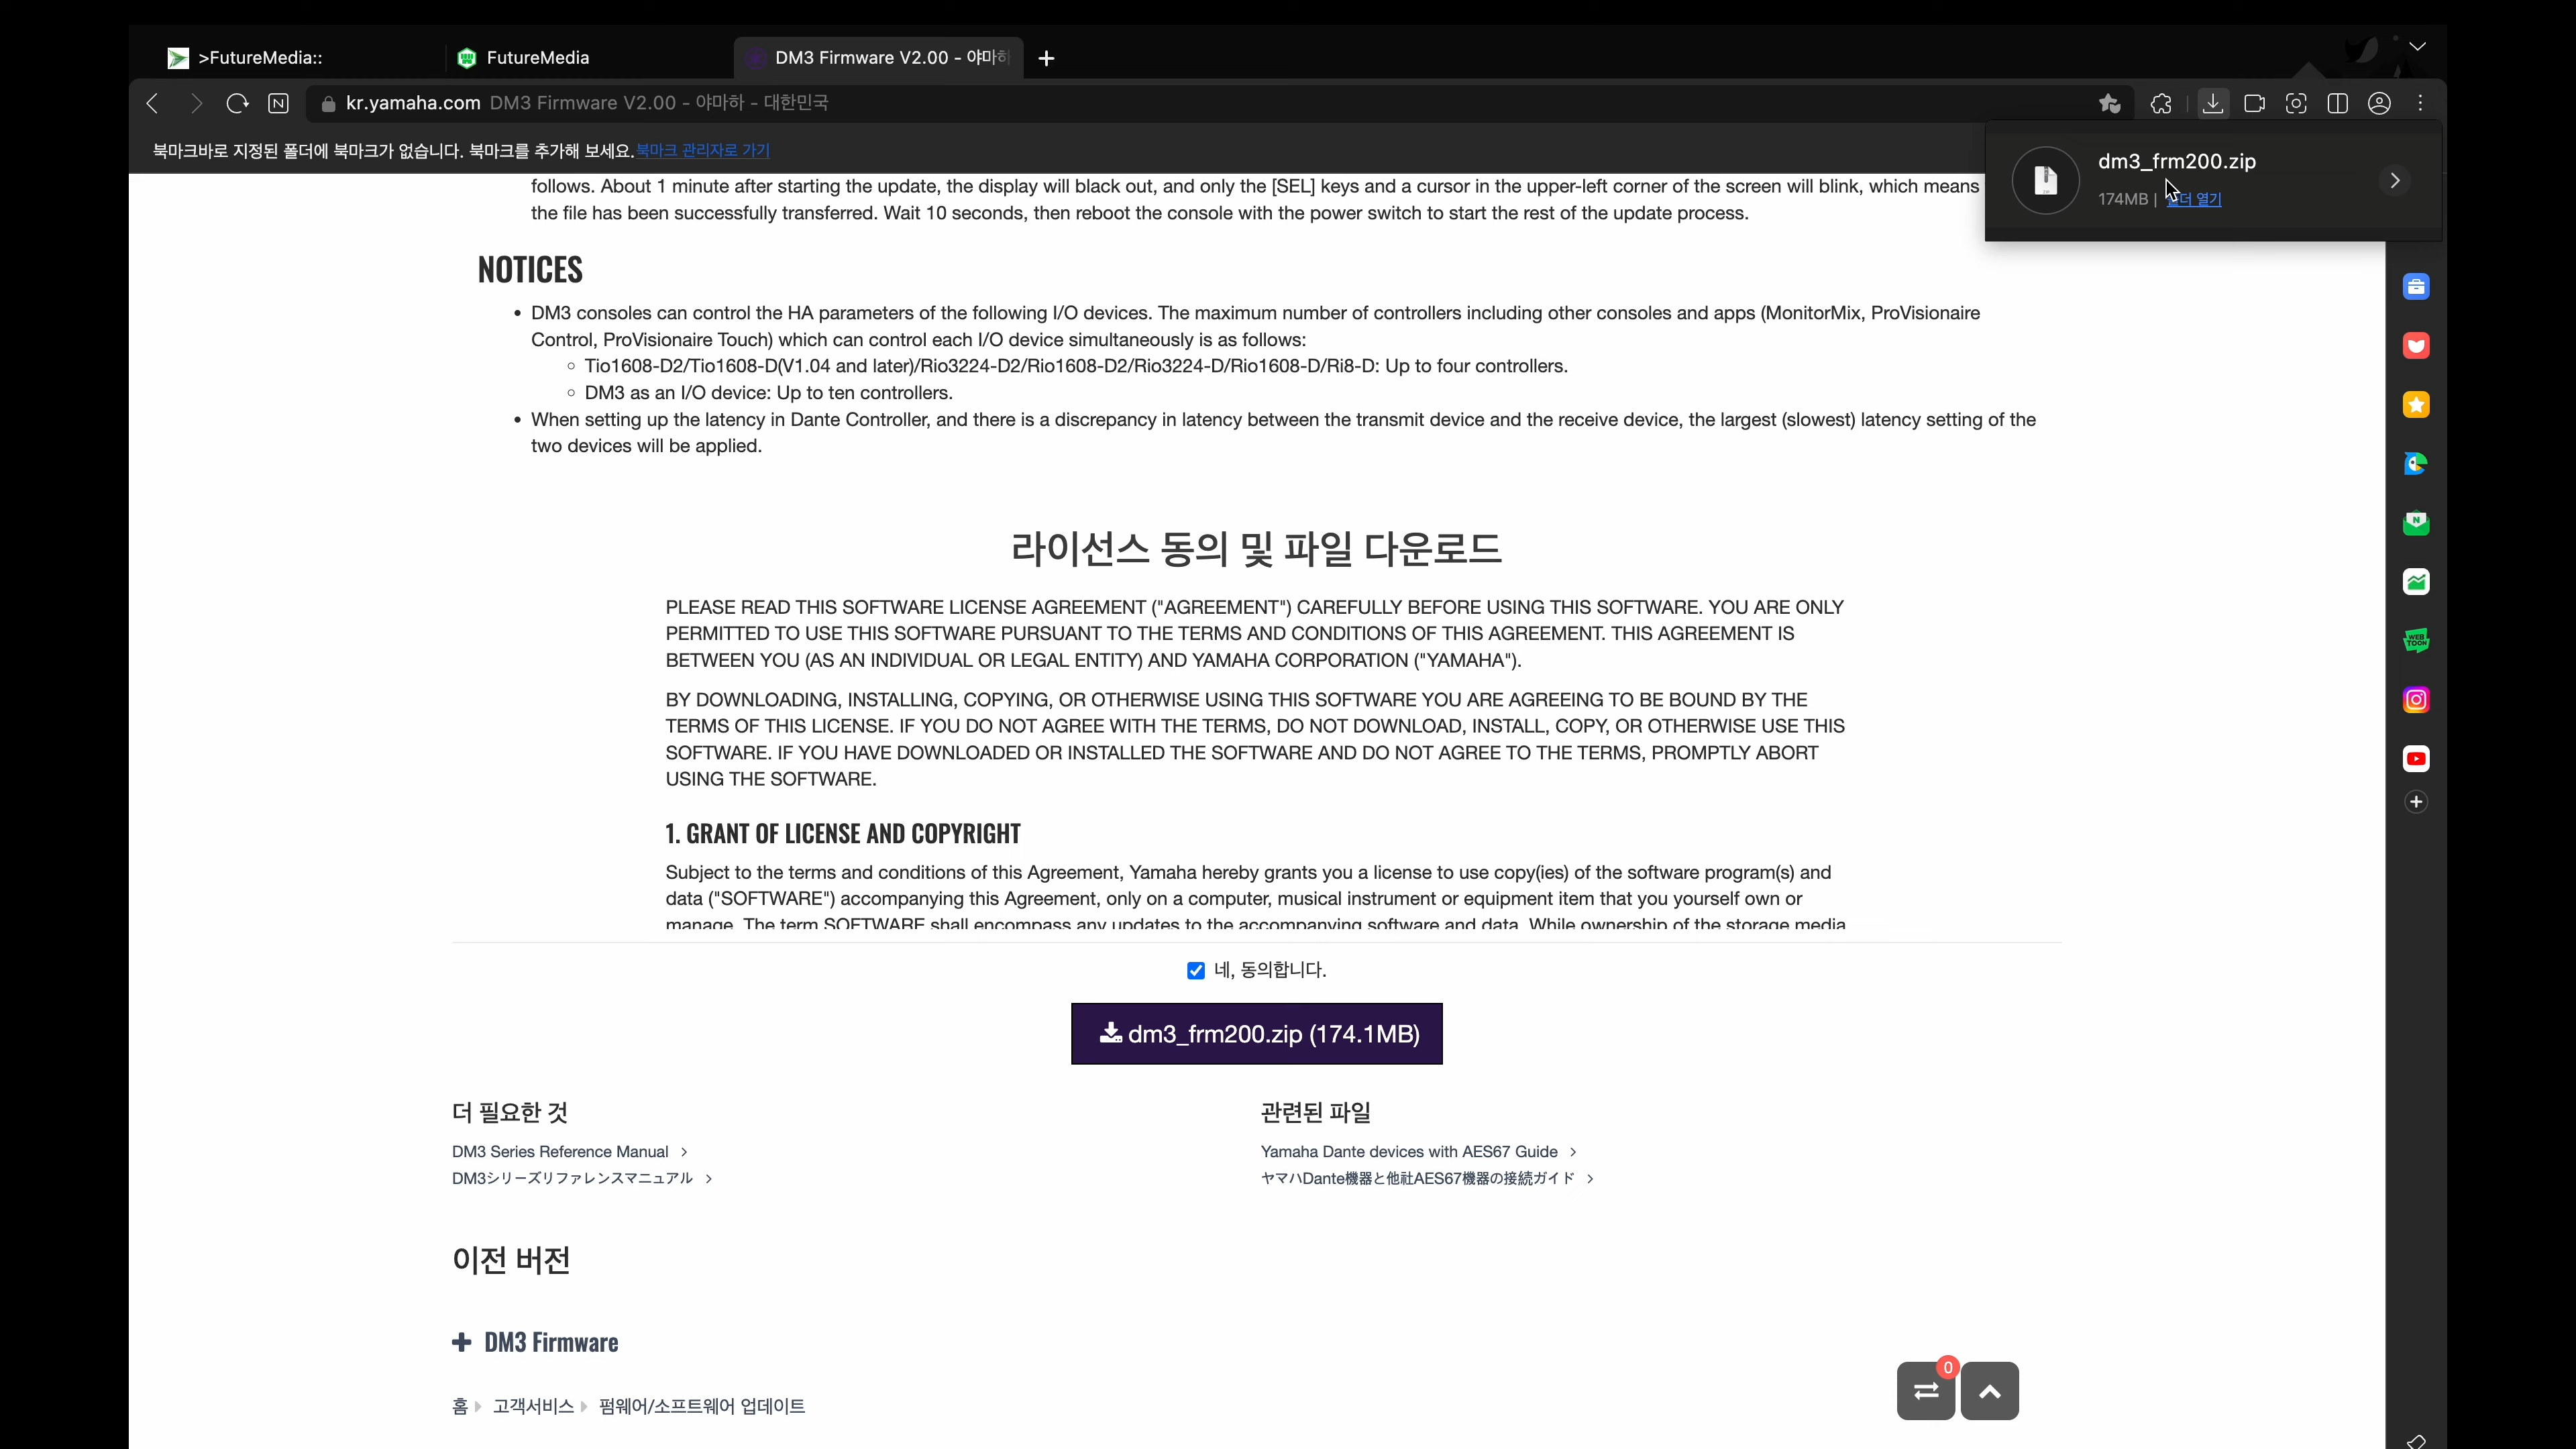 >FutureMedia::
FutureMedia
DM3 Firmware V2.00 - 야마하
kr.yamaha.com DM3 Firmware V2.00 - 야마하 - 대한민국
북마크바로 지정된 폴더에 북마크가 없습니다. 북마크를 추가해 보세요. 북마크 관리자로 가기
dm3_frm200.zip
174MB | 열기
follows. About 1 minute after starting the update, the display will black out, and only the [SEL] keys and a cursor in the upper-left corner of the screen will blink, which means
the file has been successfully transferred. Wait 10 seconds, then reboot the console with the power switch to start the rest of the update process.
NOTICES
• DM3 consoles can control the HA parameters of the following I/O devices. The maximum number of controllers including other consoles and apps (MonitorMix, ProVisionaire
Control, ProVisionaire Touch) which can control each I/O device simultaneously is as follows:
○ Tio1608-D2/Tio1608-D(V1.04 and later)/Rio3224-D2/Rio1608-D2/Rio3224-D/Rio1608-D/Ri8-D: Up to four controllers.
○ DM3 as an I/O device: Up to ten controllers.
• When setting up the latency in Dante Controller, and there is a discrepancy in latency between the transmit device and the receive device, the largest (slowest) latency setting of the
two devices will be applied.
라이선스 동의 및 파일 다운로드
PLEASE READ THIS SOFTWARE LICENSE AGREEMENT ("AGREEMENT") CAREFULLY BEFORE USING THIS SOFTWARE. YOU ARE ONLY
PERMITTED TO USE THIS SOFTWARE PURSUANT TO THE TERMS AND CONDITIONS OF THIS AGREEMENT. THIS AGREEMENT IS
BETWEEN YOU (AS AN INDIVIDUAL OR LEGAL ENTITY) AND YAMAHA CORPORATION ("YAMAHA").
BY DOWNLOADING, INSTALLING, COPYING, OR OTHERWISE USING THIS SOFTWARE YOU ARE AGREEING TO BE BOUND BY THE
TERMS OF THIS LICENSE. IF YOU DO NOT AGREE WITH THE TERMS, DO NOT DOWNLOAD, INSTALL, COPY, OR OTHERWISE USE THIS
SOFTWARE. IF YOU HAVE DOWNLOADED OR INSTALLED THE SOFTWARE AND DO NOT AGREE TO THE TERMS, PROMPTLY ABORT
USING THE SOFTWARE.
1. GRANT OF LICENSE AND COPYRIGHT
Subject to the terms and conditions of this Agreement, Yamaha hereby grants you a license to use copy(ies) of the software program(s) and
data ("SOFTWARE") accompanying this Agreement, only on a computer, musical instrument or equipment item that you yourself own or
manage. The term SOFTWARE shall encompass any updates to the accompanying software and data. While ownership of the storage media
네, 동의합니다.
dm3_frm200.zip (174.1MB)
더 필요한 것
DM3 Series Reference Manual
DM3シリーズリファレンスマニュアル
관련된 파일
Yamaha Dante devices with AES67 Guide
ヤマハDante機器と他社AES67機器の接続ガイド
이전 버전
DM3 Firmware
0
홈 고객서비스 펌웨어/소프트웨어 업데이트
N
N
WEB
TOON